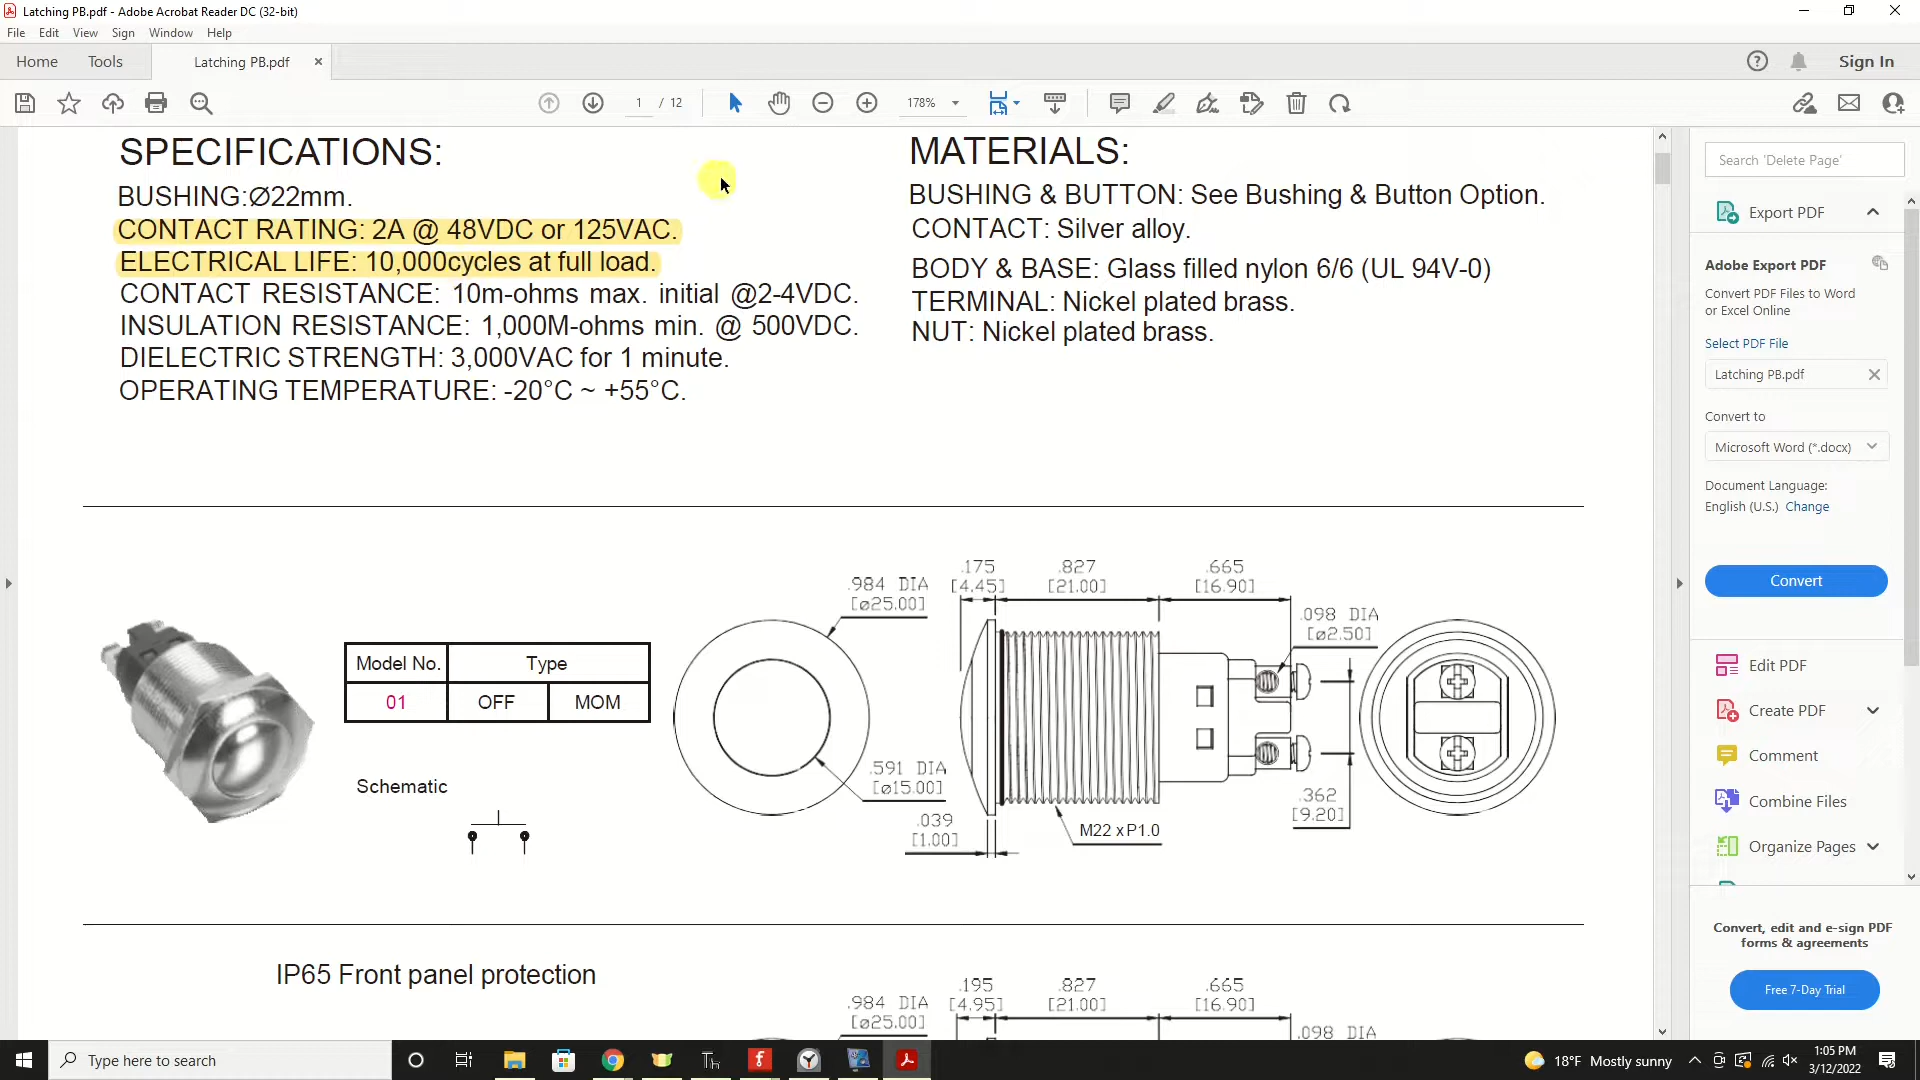 Latching PB.pdf - Adobe Acrobat Reader DC (32-bit)
File Edit View Sign Window Help
Home Tools Latching PB.pdf × Sign In
1 / 12 178%
SPECIFICATIONS:
BUSHING:Ø22mm.
CONTACT RATING: 2A @ 48VDC or 125VAC.
ELECTRICAL LIFE: 10,000cycles at full load.
CONTACT RESISTANCE: 10m-ohms max. initial @2-4VDC.
INSULATION RESISTANCE: 1,000M-ohms min. @ 500VDC.
DIELECTRIC STRENGTH: 3,000VAC for 1 minute.
OPERATING TEMPERATURE: -20°C ~ +55°C.
MATERIALS:
BUSHING & BUTTON: See Bushing & Button Option.
CONTACT: Silver alloy.
BODY & BASE: Glass filled nylon 6/6 (UL 94V-0)
TERMINAL: Nickel plated brass.
NUT: Nickel plated brass.
Model No. Type
01 OFF MOM
Schematic
.984 DIA
[ø25.00]
.591 DIA
[ø15.00]
.175
[4.45]
.827
[21.00]
.665
[16.90]
.098 DIA
[ø2.50]
.039
[1.00]
M22 x P1.0
.362
[9.20]
IP65 Front panel protection
.984 DIA
[ø25.00]
.195
[4.95]
.827
[21.00]
.665
[16.90]
.098 DIA
Search 'Delete Page'
Export PDF
Adobe Export PDF
Convert PDF Files to Word
or Excel Online
Select PDF File
Latching PB.pdf
Convert to
Microsoft Word (*.docx)
Document Language:
English (U.S.) Change
Convert
Edit PDF
Create PDF
Comment
Combine Files
Organize Pages
Convert, edit and e-sign PDF
forms & agreements
Free 7-Day Trial
Type here to search
18°F Mostly sunny
1:05 PM
3/12/2022